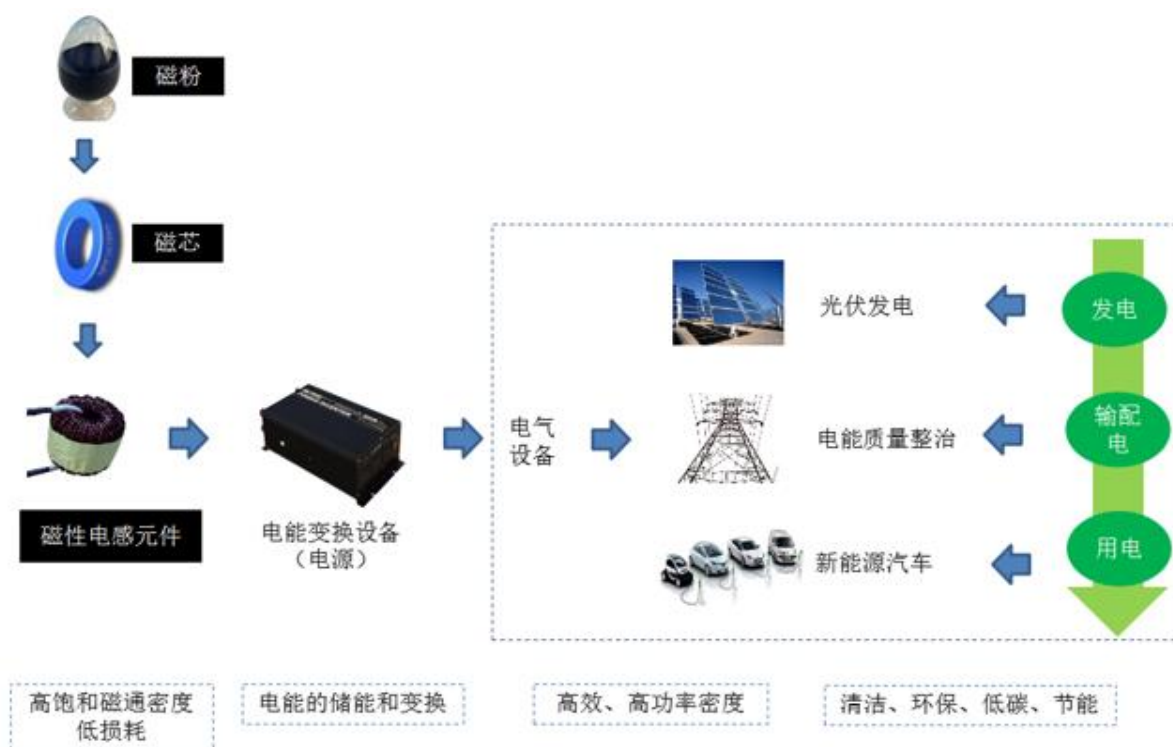 磁粉
磁芯
磁性电感元件
电能变换设备
（电源）
电气
设备
光伏发电
电能质量整治
新能源汽车
发电
输配
电
用电
高饱和磁通密度
低损耗
电能的储能和变换
高效、高功率密度
清洁、环保、低碳、节能